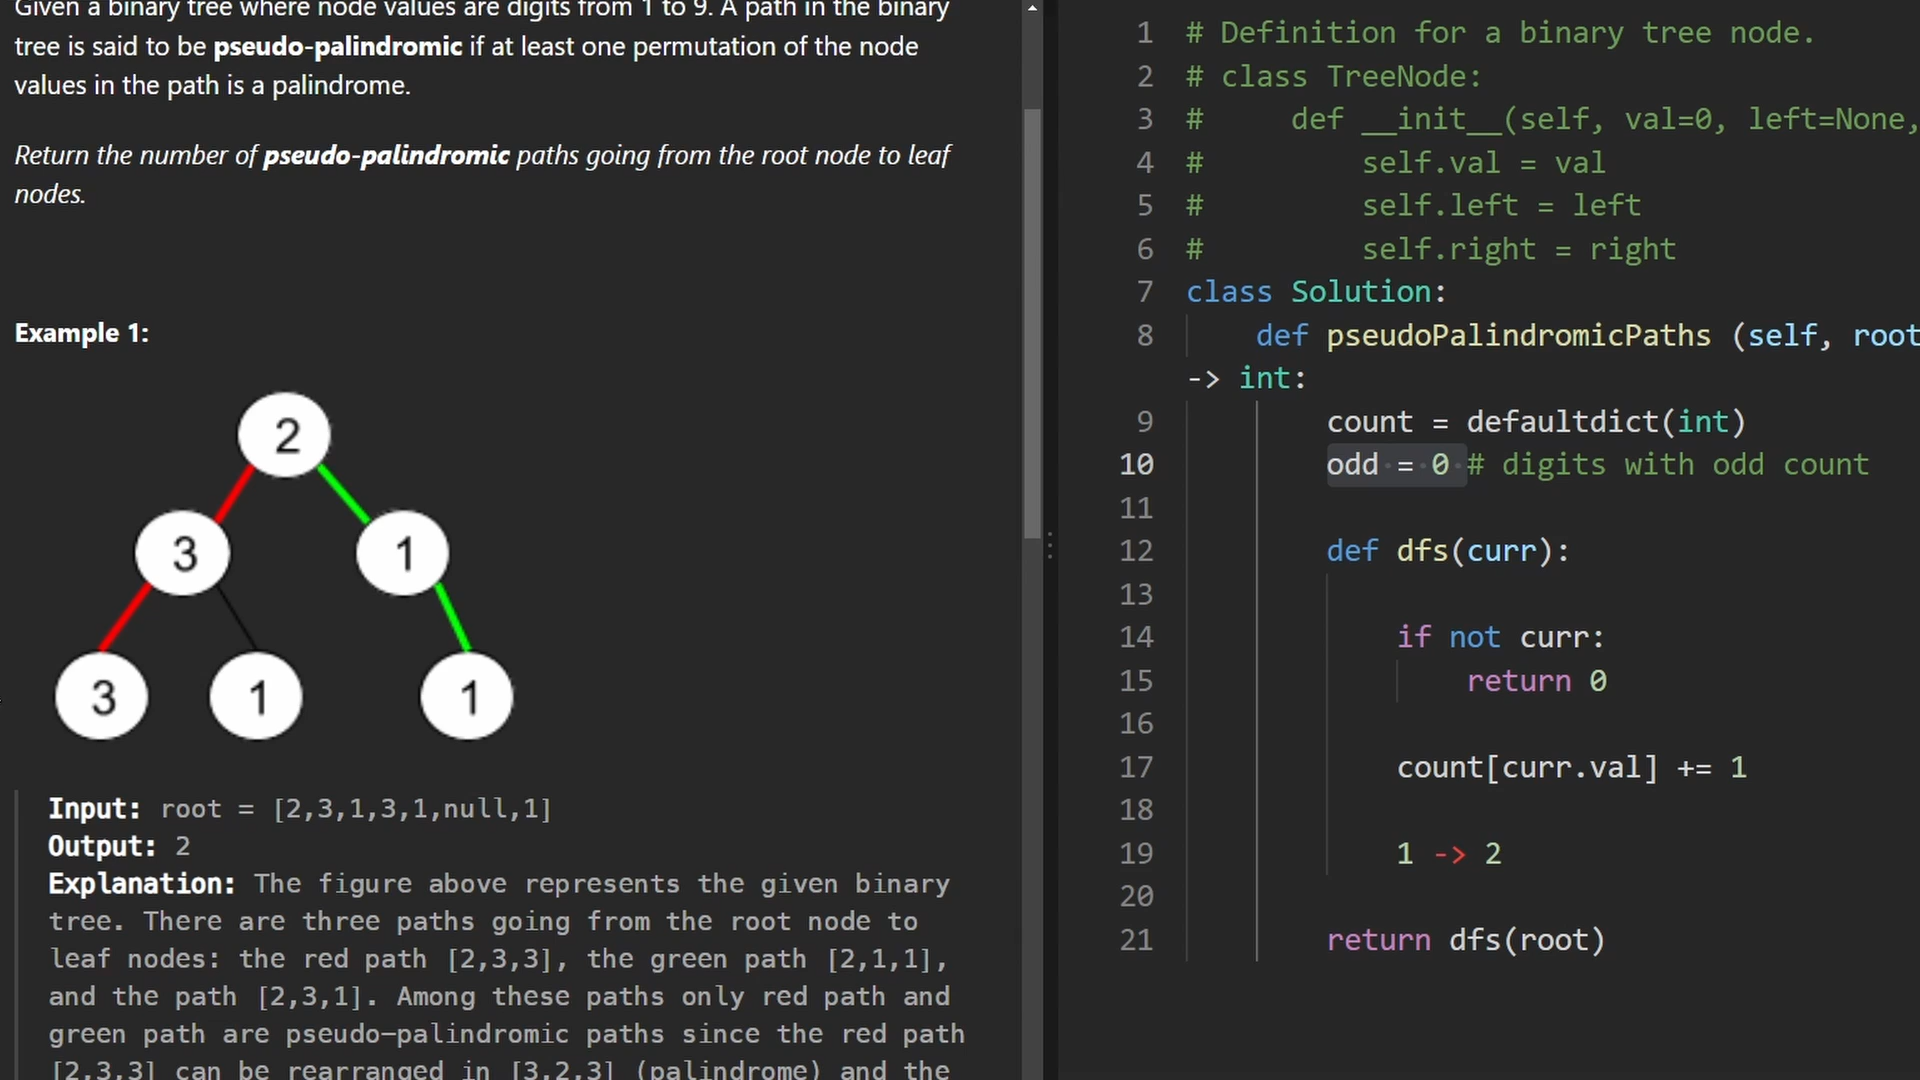 Given a binary tree where node values are digits from 1 to 9. A path in the binary
tree is said to be pseudo-palindromic if at least one permutation of the node
values in the path is a palindrome.
Return the number of pseudo-palindromic paths going from the root node to leaf
nodes.
Example 1:
2
3
1
3
1
1
Input: root = [2,3,1,3,1,null,1]
Output: 2
Explanation: The figure above represents the given binary
tree. There are three paths going from the root node to
leaf nodes: the red path [2,3,3], the green path [2,1,1],
and the path [2,3,1]. Among these paths only red path and
green path are pseudo-palindromic paths since the red path
[2,3,3] can be rearranged in [3,2,3] (palindrome) and the
1 # Definition for a binary tree node.
2 # class TreeNode:
3 #     def __init__(self, val=0, left=None,
4 #         self.val = val
5 #         self.left = left
6 #         self.right = right
7 class Solution:
8     def pseudoPalindromicPaths (self, root
-> int:
9         count = defaultdict(int)
10         odd = 0 # digits with odd count
11
12         def dfs(curr):
13
14             if not curr:
15                 return 0
16
17             count[curr.val] += 1
18
19             1 -> 2
20
21         return dfs(root)